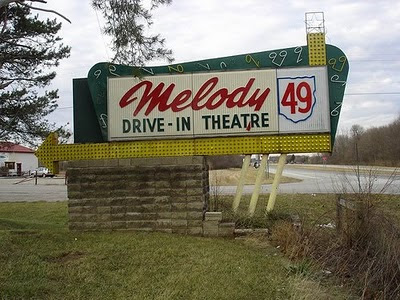 Melody 49
DRIVE-IN THEATRE